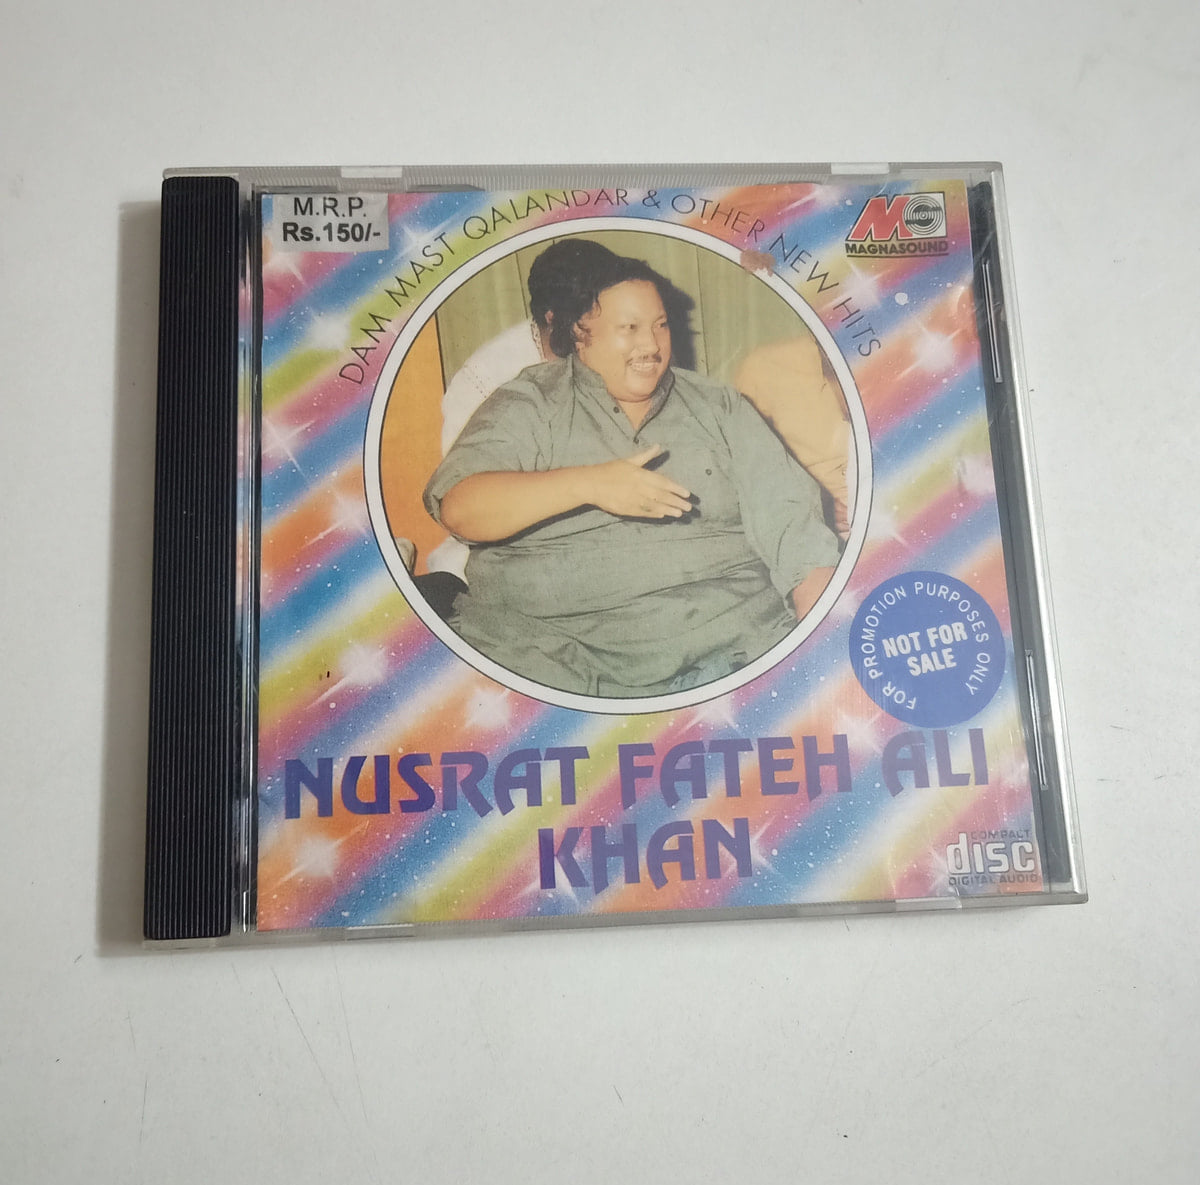 M.R.P.
Rs.150/-
DAM MAST QALANDAR & OTHER NEW HITS
MAGNASOUND
FOR PROMOTION PURPOSES ONLY
NOT FOR
SALE
NUSRAT FATEH ALI
KHAN
COMPACT
disc
DIGITAL AUDIO